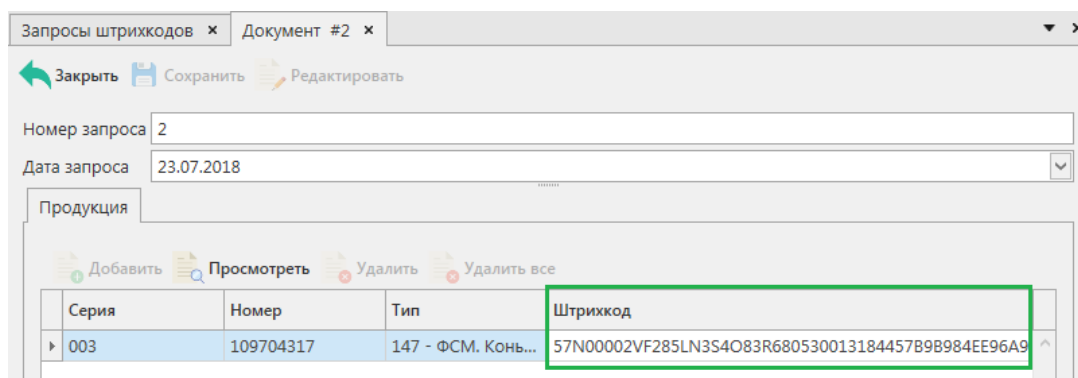 Запросы штрихкодов × Документ #2 ×
Закрыть Сохранить Редактировать
Номер запроса 2
Дата запроса 23.07.2018
Продукция
Добавить Просмотреть Удалить Удалить все
Серия Номер Тип Штрихкод
003 109704317 147 - ФСМ. Конь... 57N00002VF285LN3S4O83R680530013184457B9B984EE96A9